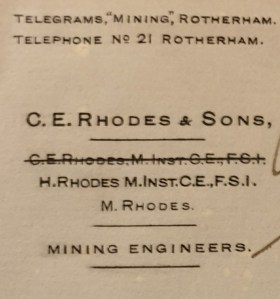 TELEGRAMS, "MINING", ROTHERHAM.
TELEPHONE NO 21 ROTHERHAM.
C. E. RHODES & SONS,
C.E. RHODES, M. INST. C.E., F.S.I.
H. RHODES M. INST. C.E., F.S.I.
M. RHODES.
MINING ENGINEERS.